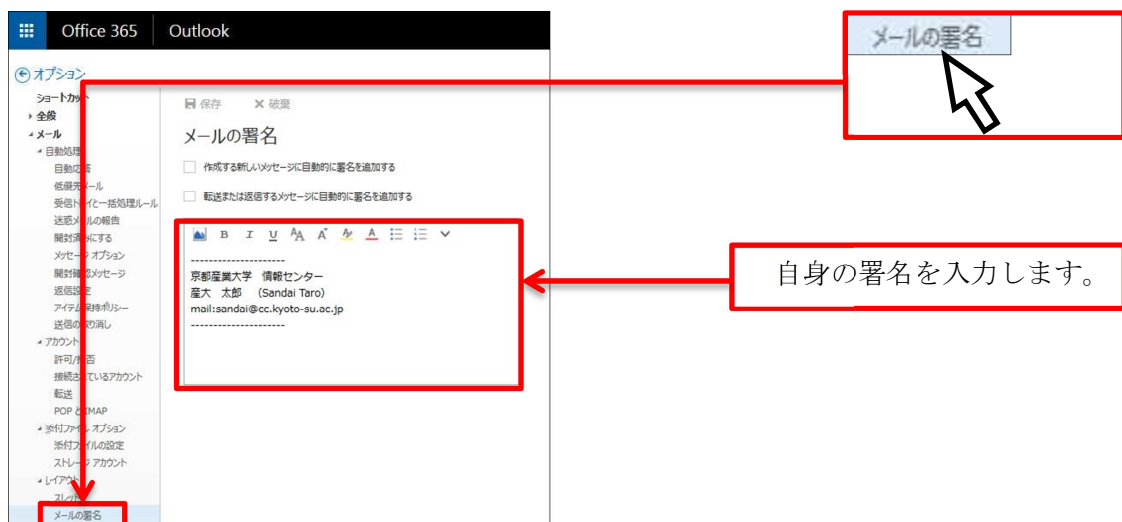 Office 365 Outlook
オプション
ショートカット
全般
メール
自動処理
自動応答
低優先メール
受信トレイと一括処理ルール
迷惑メールの報告
開封済みにする
メッセージ オプション
開封確認メッセージ
返信設定
アイテム保持ポリシー
送信の取り消し
アカウント
許可/拒否
接続されているアカウント
転送
POP と IMAP
添付ファイル オプション
添付ファイルの設定
ストレージ アカウント
レイアウト
スレッド
メールの署名
保存 破棄
メールの署名
作成する新しいメッセージに自動的に署名を追加する
転送または返信するメッセージに自動的に署名を追加する
B I U
---------------------
京都産業大学 情報センター
産大 太郎 (Sandai Taro)
mail:sandai@cc.kyoto-su.ac.jp
---------------------
メールの署名
自身の署名を入力します。